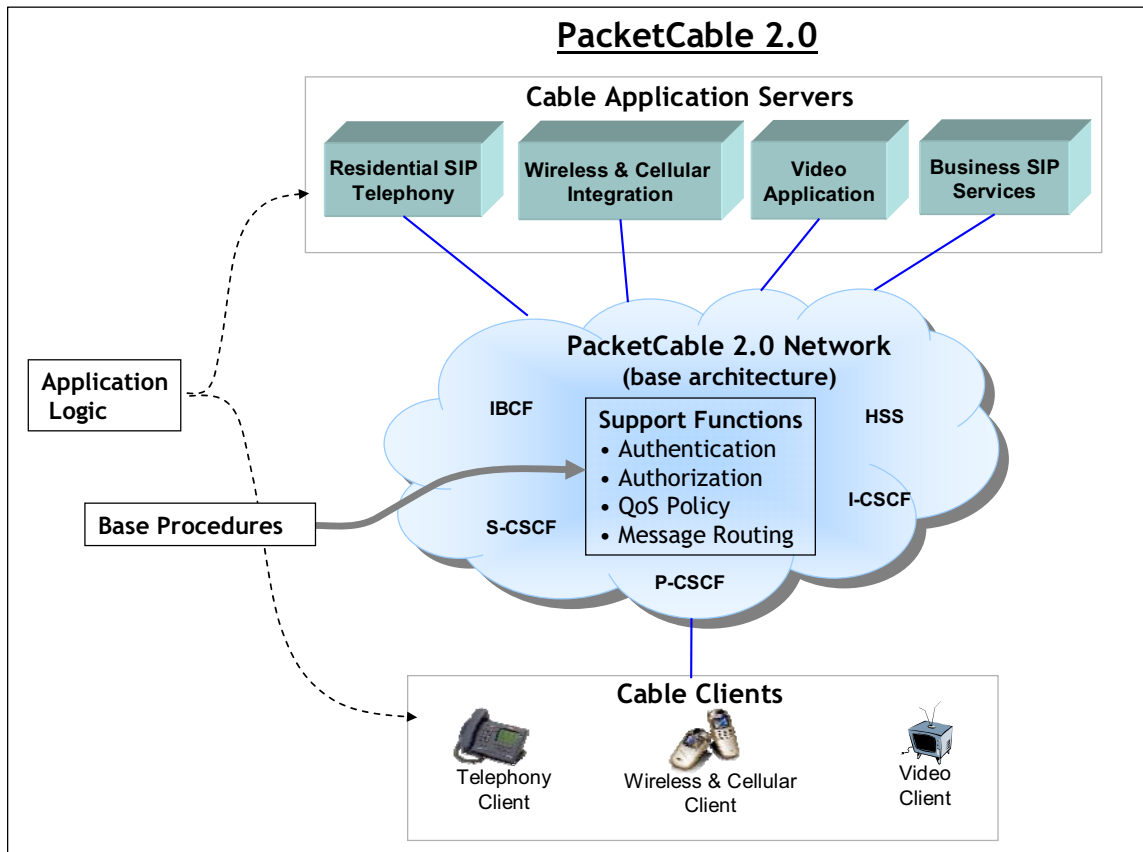 PacketCable 2.0
Cable Application Servers
Residential SIP
Telephony
Wireless & Cellular
Integration
Video
Application
Business SIP
Services
PacketCable 2.0 Network
(base architecture)
Application
Logic
IBCF
HSS
Support Functions
• Authentication
• Authorization
• QoS Policy
• Message Routing
Base Procedures
S-CSCF
I-CSCF
P-CSCF
Cable Clients
Telephony
Client
Wireless & Cellular
Client
Video
Client